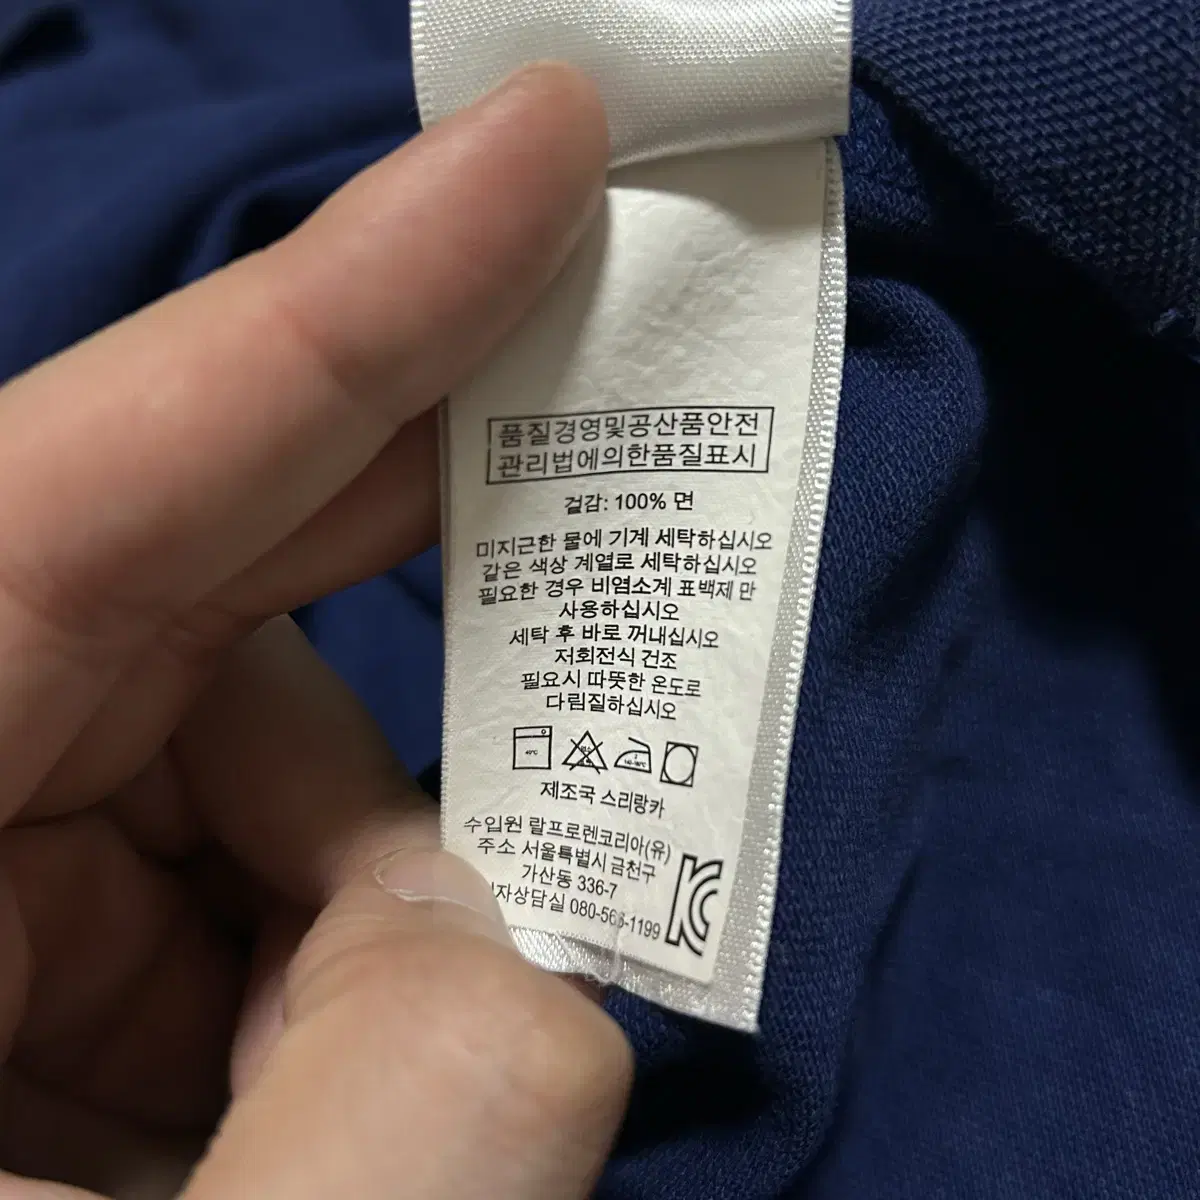 품질경영및공산품안전
관리법에의한품질표시
겉감: 100% 면
미지근한 물에 기계 세탁하십시오
같은 색상 계열로 세탁하십시오
필요한 경우 비염소계 표백제 만
사용하십시오
세탁 후 바로 꺼내십시오
저회전식 건조
필요시 따뜻한 온도로
다림질하십시오
40℃
제조국 스리랑카
수입원 랄프로렌코리아(유)
주소 서울특별시 금천구
가산동 336-7
자상담실 080-566-1199